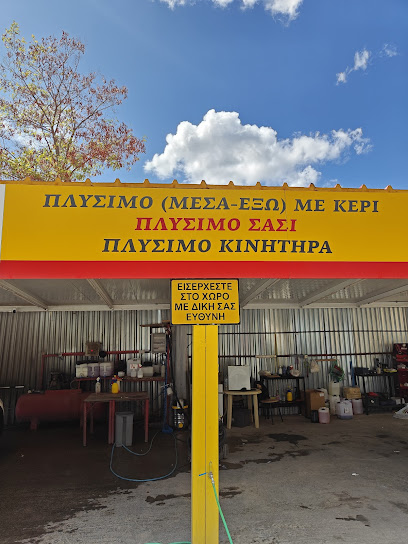 ΠΛΥΣΙΜΟ (ΜΕΣΑ-ΕΞΩ) ΜΕ ΚΕΡΙ
ΠΛΥΣΙΜΟ ΣΑΣΙ
ΠΛΥΣΙΜΟ ΚΙΝΗΤΗΡΑ
ΕΙΣΕΡΧΕΣΤΕ
ΣΤΟ ΧΩΡΟ
ΜΕ ΔΙΚΗ ΣΑΣ
ΕΥΘΥΝΗ